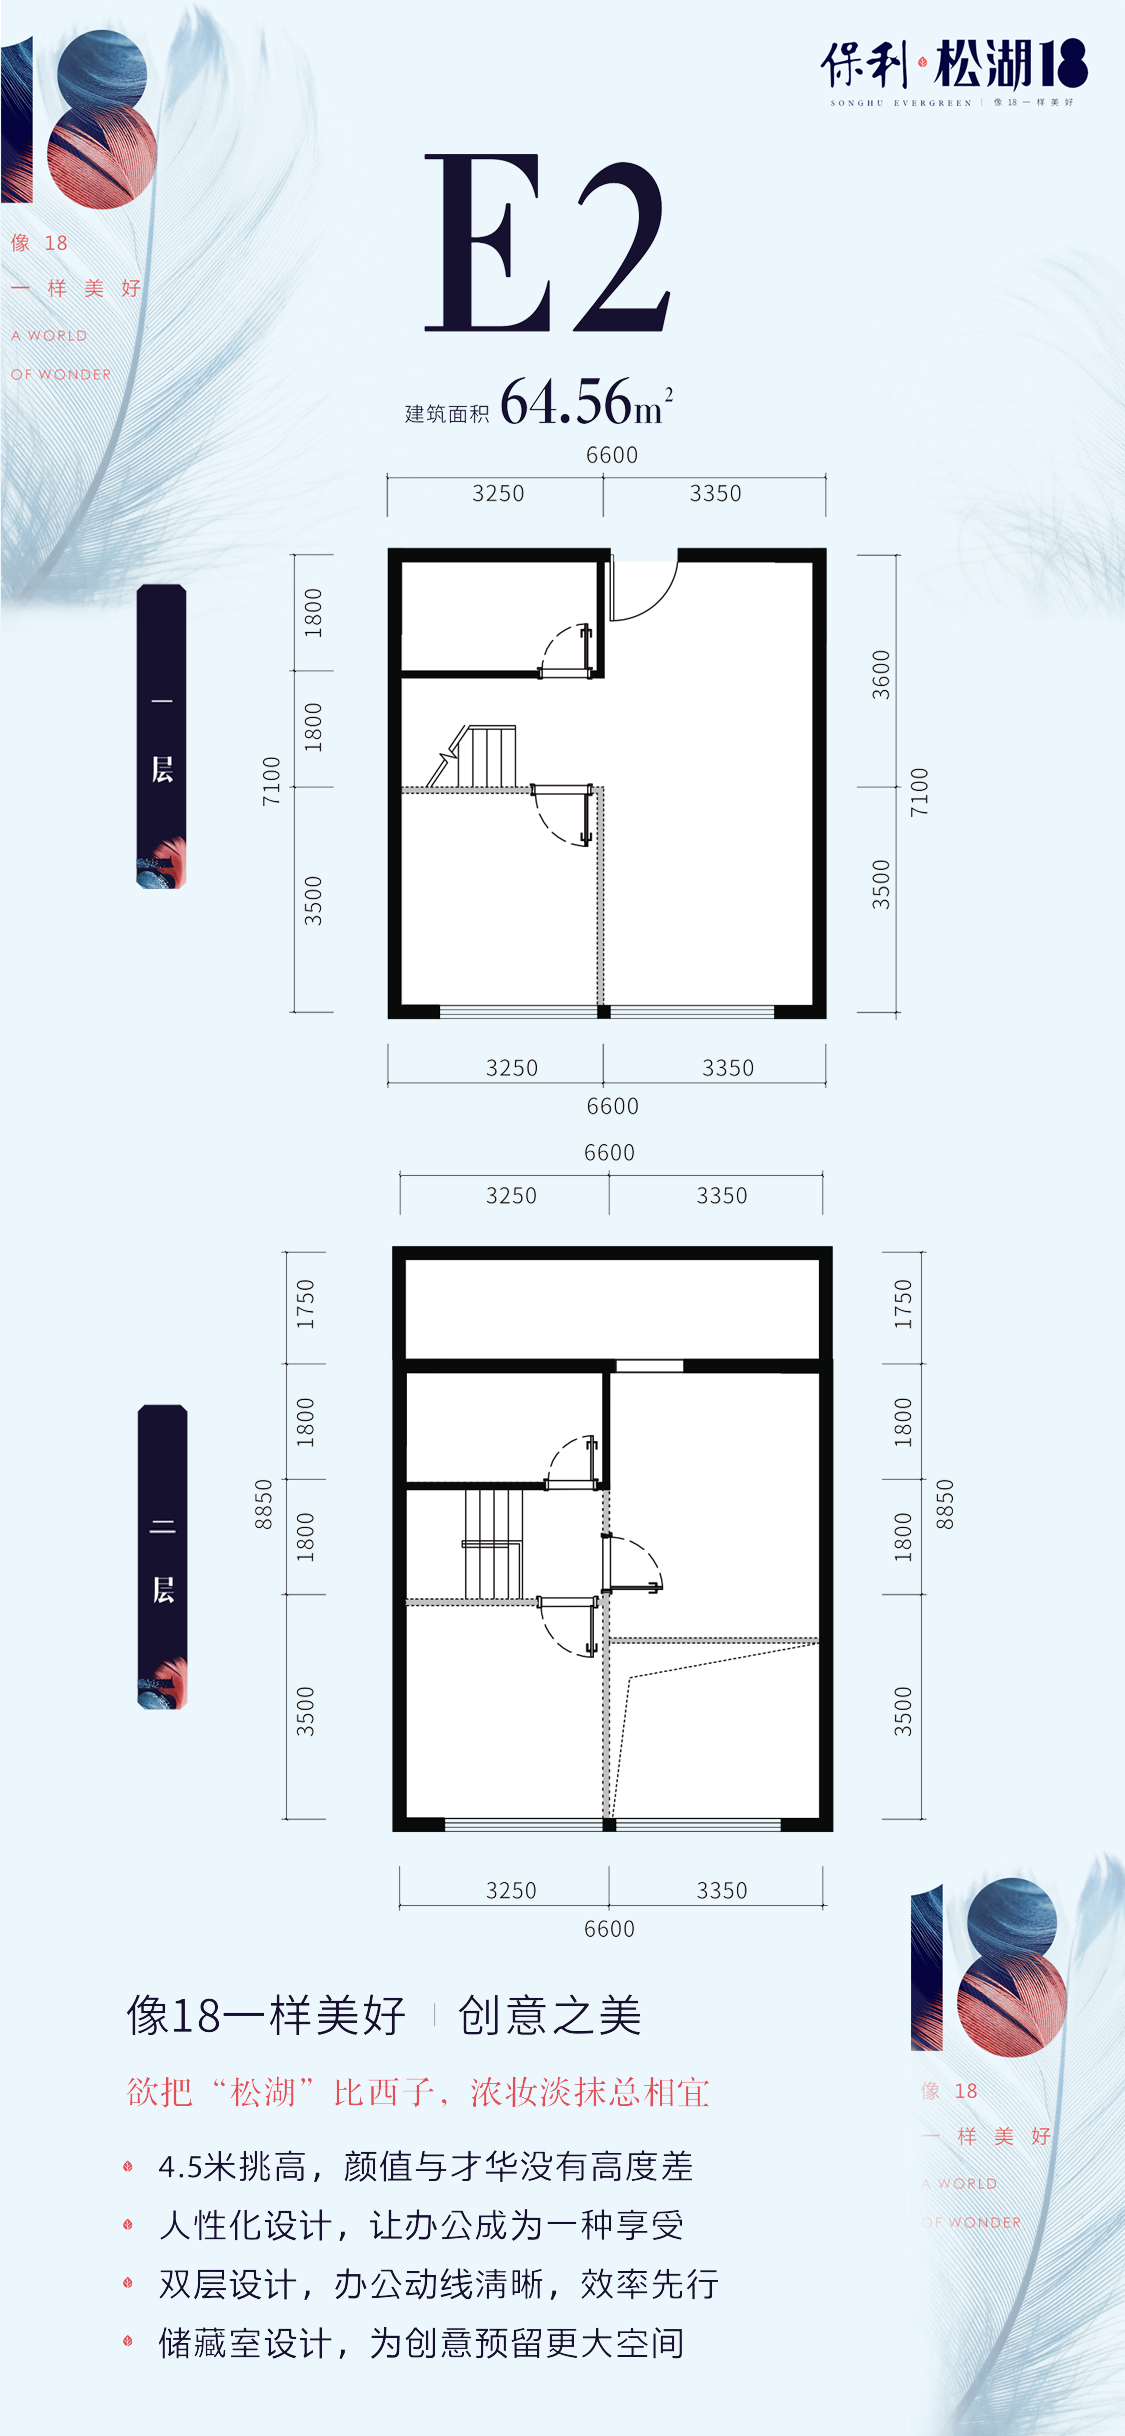 18
像 18
一样美好
A WORLD
OF WONDER
保利·松湖18
SONGHU EVERGREEN | 像18一样美好
E2
建筑面积 64.56m²
6600
3250 3350
1800
1800
3500
7100
3600
3500
7100
一层
3250 3350
6600
6600
3250 3350
1750
1800
1800
3500
8850
1750
1800
1800
3500
8850
二层
3250 3350
6600
像18一样美好 | 创意之美
欲把“松湖”比西子，浓妆淡抹总相宜
4.5米挑高，颜值与才华没有高度差
人性化设计，让办公成为一种享受
双层设计，办公动线清晰，效率先行
储藏室设计，为创意预留更大空间
18
像 18
一样美好
A WORLD
OF WONDER